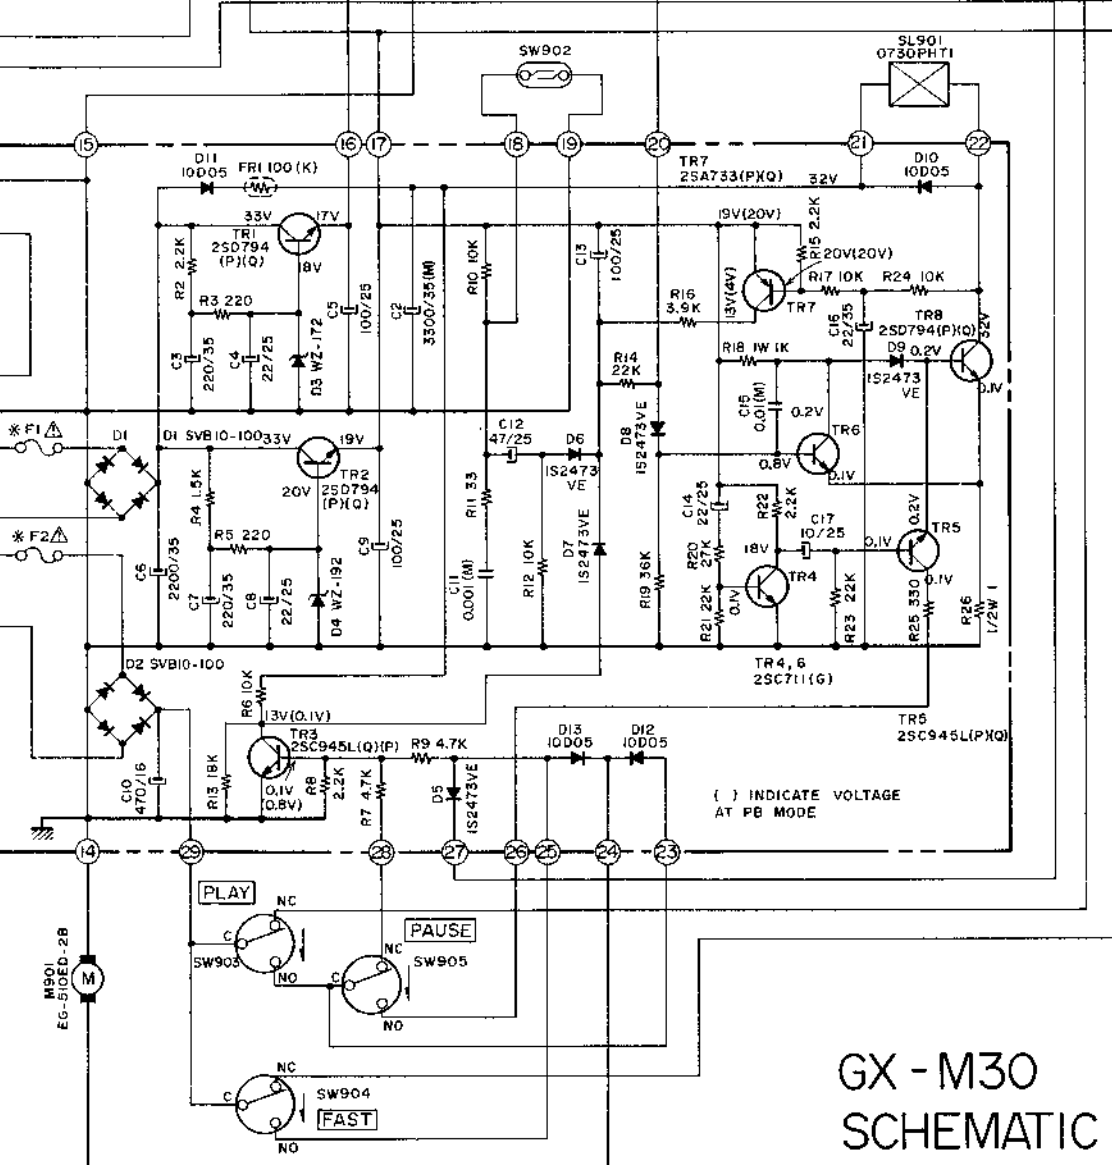 SW902
SL901
0730PHT1
15
16
17
18
19
20
21
22
D11
10D05
FR1 100(K)
TR7
2SA733(P)(Q)
32V
D10
10D05
33V
17V
TR1
2SD794
(P)(Q)
18V
R2 2.2K
R3 220
C3
220/35
C4
22/25
D3 WZ-172
C5
100/25
C2
3300/35(M)
R10 10K
C13
100/25
19V(20V)
R15 2.2K
20V(20V)
13V(4V)
TR7
R17 10K
R24 10K
R16
3.9K
C16
22/35
TR8
2SD794(P)(Q)
32V
R18 1W 1K
D9 0.2V
1S2473
VE
0.1V
R14
22K
C15
0.01(M)
0.2V
TR6
0.8V
0.1V
D8
1S2473VE
※F1⚠
D1
D1 SVB10-100
33V
19V
TR2
2SD794
(P)(Q)
20V
R4 1.5K
R5 220
C12
47/25
D6
1S2473
VE
R11 33
C14
22/25
R22
2.2K
C17
10/25
0.2V
TR5
0.1V
0.1V
※F2⚠
C6
2200/35
C7
220/35
C8
22/25
D4 WZ-192
C9
100/25
C11
0.001(M)
R12 10K
D7
1S2473VE
R19 36K
R20
27K
18V
TR4
R21 22K
0.1V
R23 22K
R25 330
R26
1/2W 1
D2 SVB10-100
TR4,6
2SC711(G)
R6 10K
13V(0.1V)
TR3
2SC945L(Q)(P)
R9 4.7K
D13
10D05
D12
10D05
TR5
2SC945L(P)(Q)
C10
470/16
R13 18K
0.1V
(0.8V)
R8
2.2K
R7 4.7K
D5
1S2473VE
( ) INDICATE VOLTAGE
AT PB MODE
14
29
28
27
26
25
24
23
PLAY
NC
C
SW903
NO
PAUSE
NC
SW905
C
NO
M901
EG-510ED-2B
M
NC
C
SW904
FAST
NO
GX-M30
SCHEMATIC